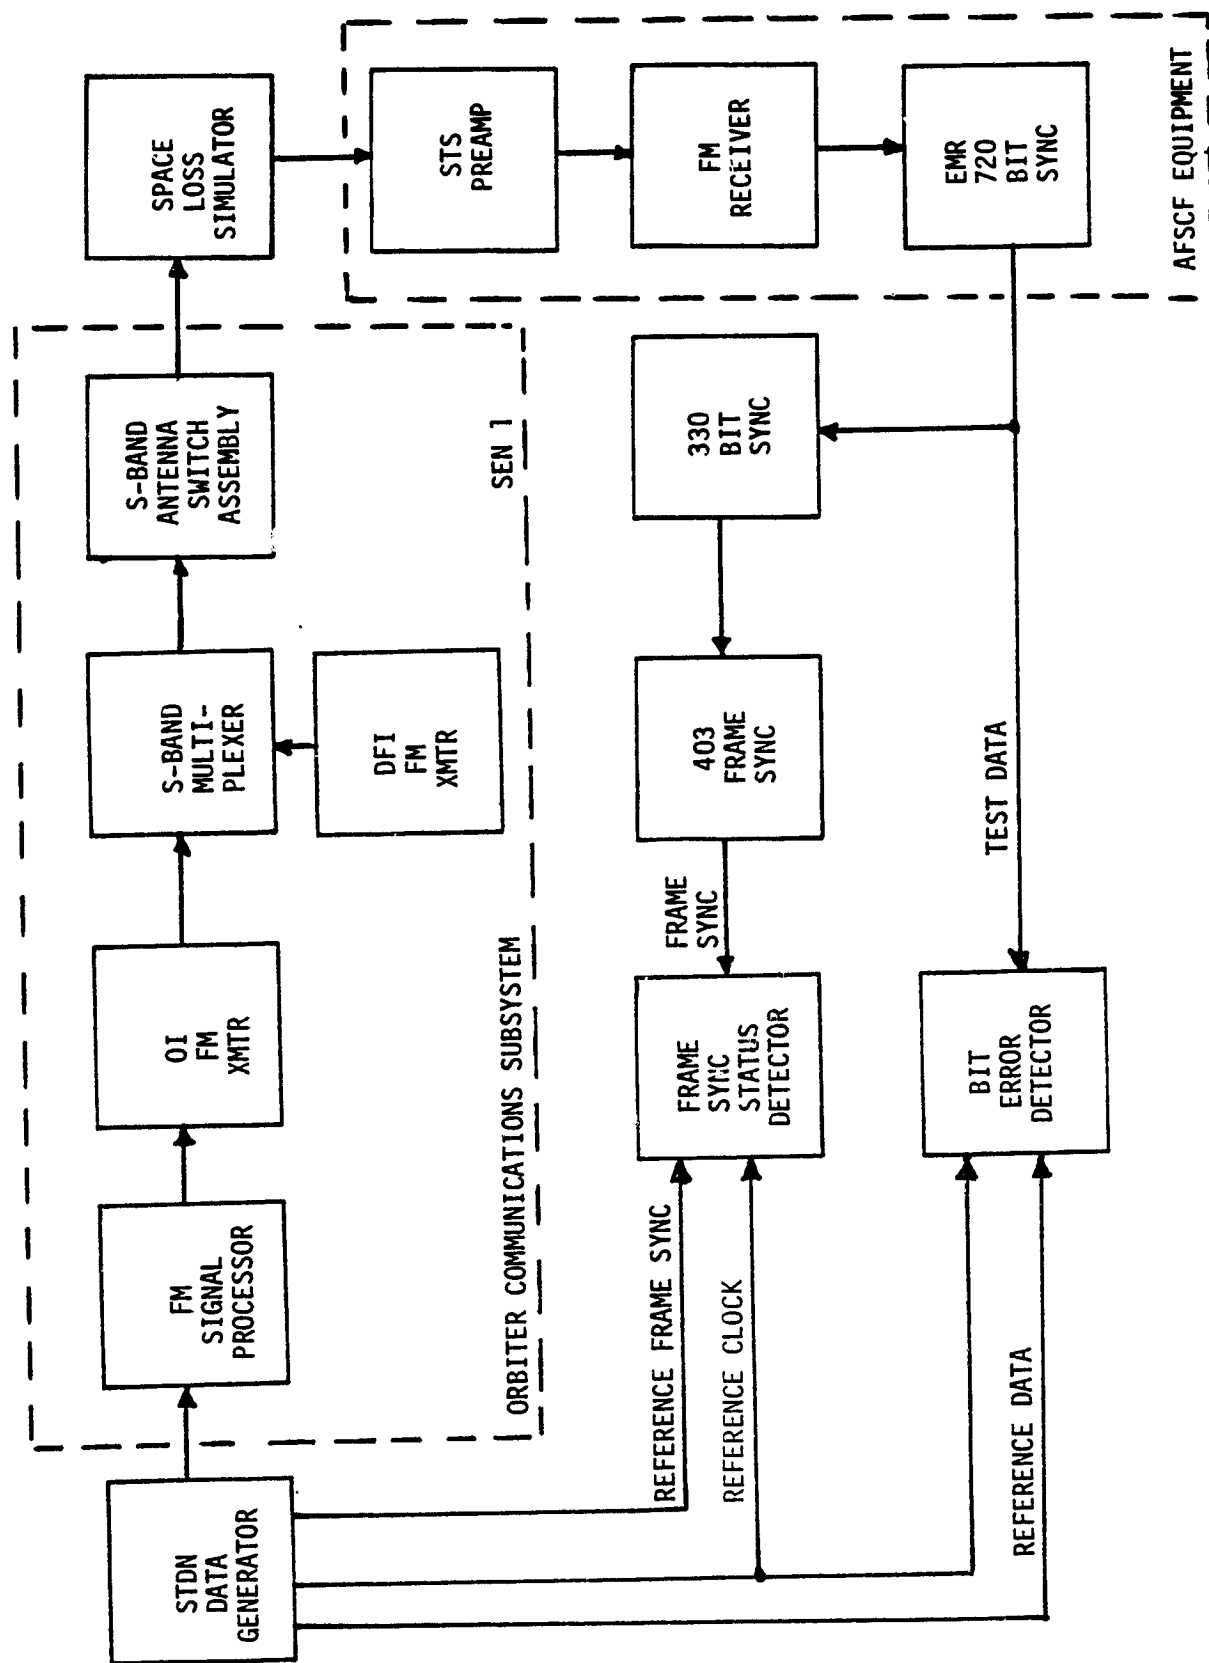 STDN
DATA
GENERATOR
FM
SIGNAL
PROCESSOR
OI
FM
XMTR
S-BAND
MULTI-
PLEXER
S-BAND
ANTENNA
SWITCH
ASSEMBLY
SPACE
LOSS
SIMULATOR
DFI
FM
XMTR
ORBITER COMMUNICATIONS SUBSYSTEM
SEN 1
STS
PREAMP
FM
RECEIVER
EMR
720
BIT
SYNC
AFSCF EQUIPMENT
REFERENCE FRAME SYNC
REFERENCE CLOCK
REFERENCE DATA
FRAME
SYNC
STATUS
DETECTOR
FRAME
SYNC
403
FRAME
SYNC
330
BIT
SYNC
BIT
ERROR
DETECTOR
TEST DATA